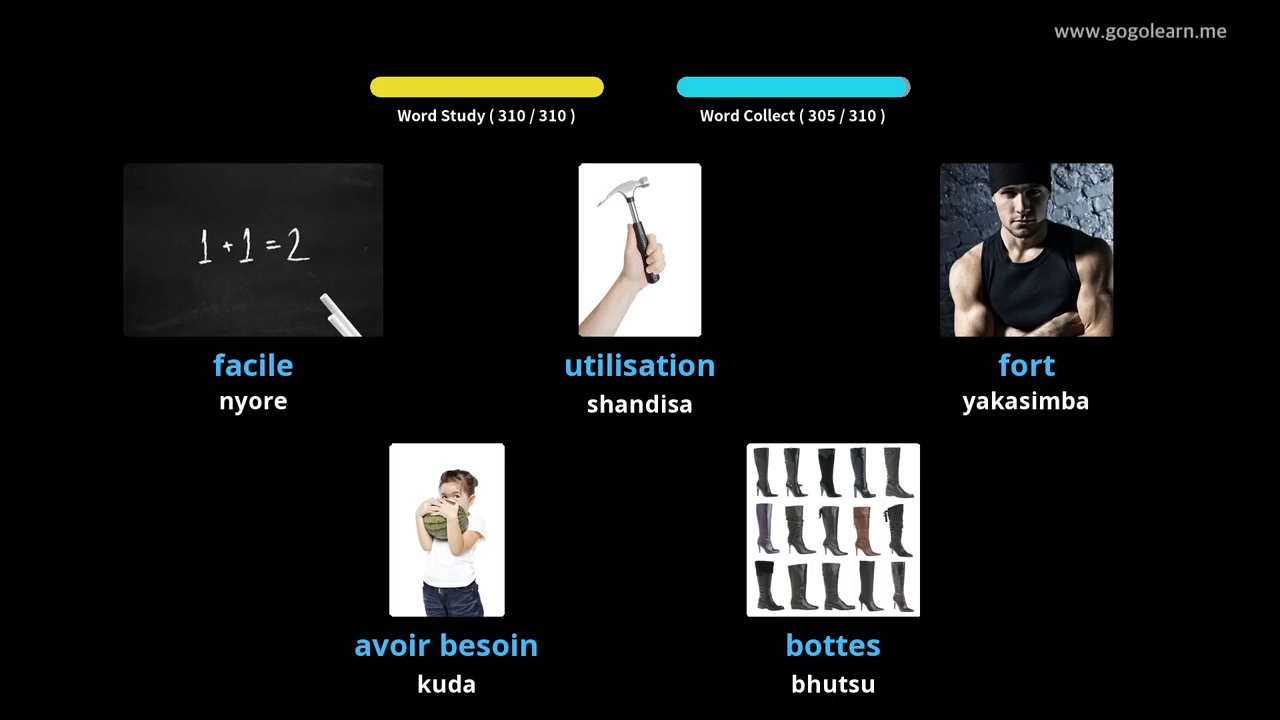 www.gogolearn.me
Word Study ( 310 / 310 )
Word Collect ( 305 / 310 )
1 + 1 = 2
facile
nyore
utilisation
shandisa
fort
yakasimba
avoir besoin
kuda
bottes
bhutsu